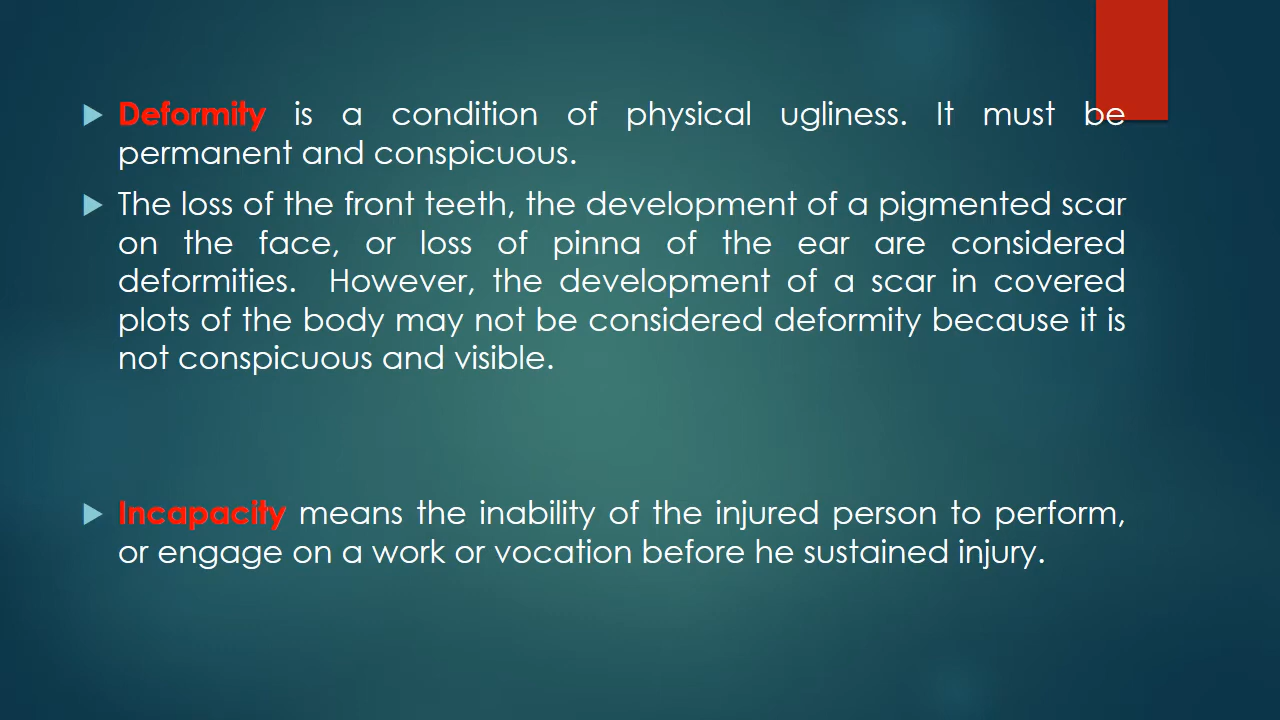 Deformity is a condition of physical ugliness. It must be
permanent and conspicuous.
The loss of the front teeth, the development of a pigmented scar
on the face, or loss of pinna of the ear are considered
deformities. However, the development of a scar in covered
plots of the body may not be considered deformity because it is
not conspicuous and visible.
Incapacity means the inability of the injured person to perform,
or engage on a work or vocation before he sustained injury.